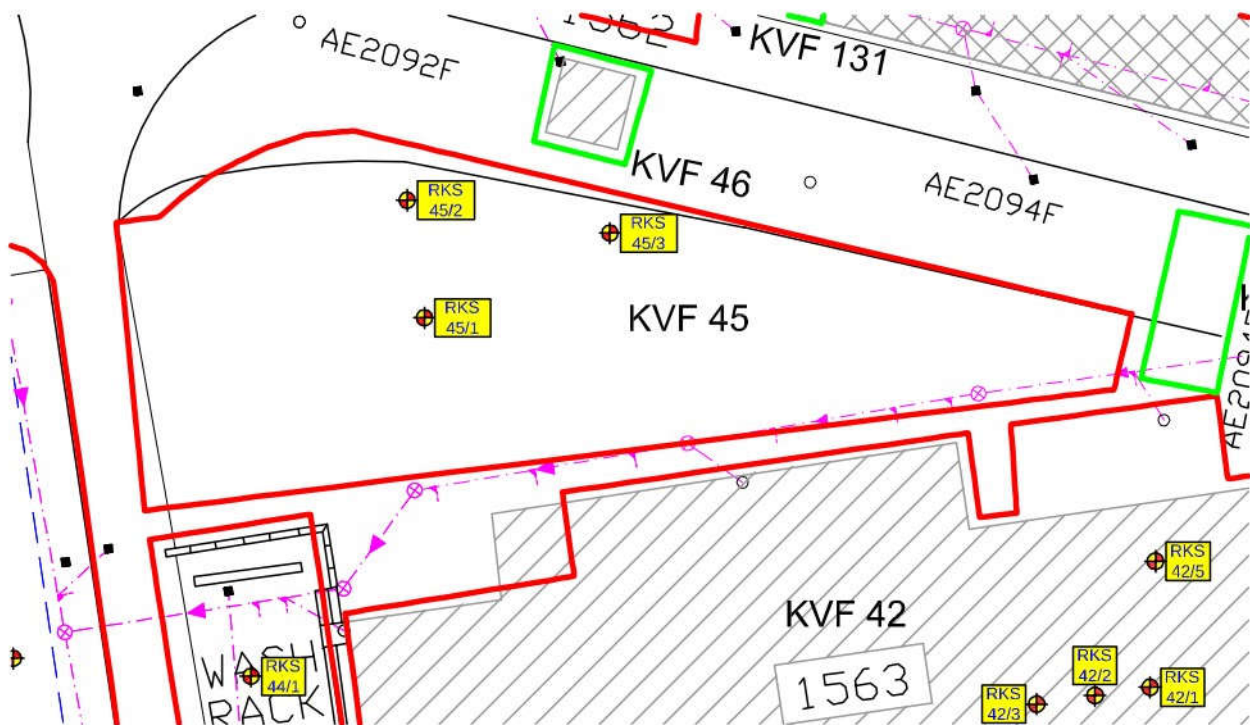 1362
AE2092F
KVF 131
KVF 46
AE2094F
RKS
45/2
RKS
45/3
RKS
45/1
KVF 45
RKS
42/5
KVF 42
WASH
RACK
RKS
44/1
1563
RKS
42/2
RKS
42/1
RKS
42/3